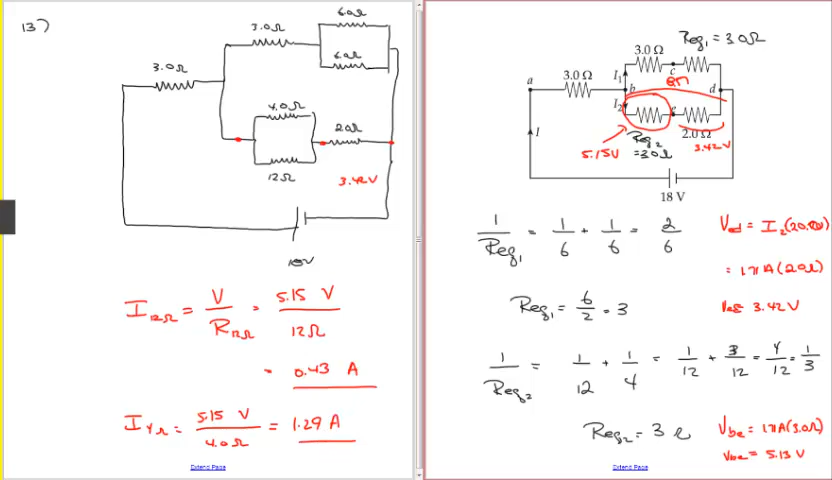 13)
6.0Ω
3.0Ω
6.0Ω
3.0Ω
4.0Ω
2.0Ω
12Ω
3.42V
18V
I12Ω = V / R12Ω = 5.15 V / 12Ω
= 0.43 A
I4Ω = 5.15 V / 4.0Ω = 1.29 A
Extend Page
Req1 = 3.0Ω
3.0 Ω
I1
c
a
3.0 Ω
b
d
I2
e
I
2.0 Ω
5.15V
Req2 = 3.0Ω
3.42V
18 V
1 / Req1 = 1/6 + 1/6 = 2/6
Req1 = 6/2 = 3
1 / Req2 = 1/12 + 1/4 = 1/12 + 3/12 = 4/12 = 1/3
Req2 = 3 Ω
Ved = I2(20.0Ω)
= 1.71A(2.0Ω)
3.42 V
Vbe = 1.71A(3.0Ω)
Vbe = 5.13 V
Extend Page